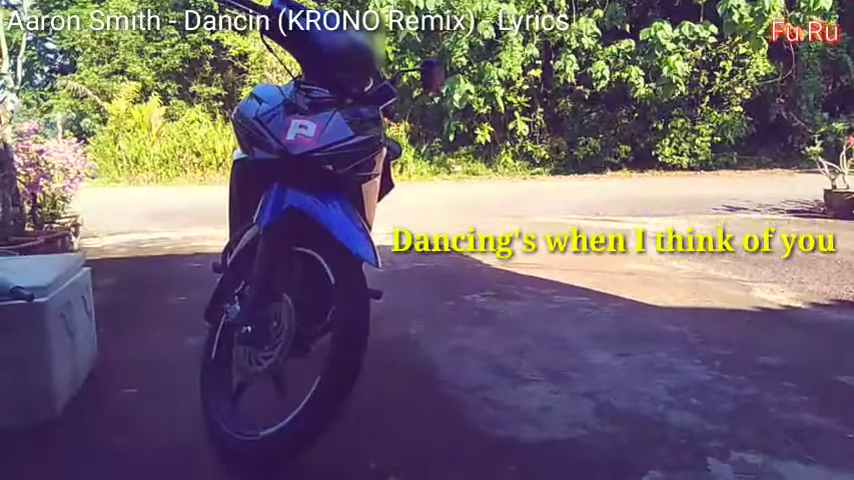 Aaron Smith - Dancin (KRONO Remix) - Lyrics
Fu Ru
P
Dancing's when I think of you